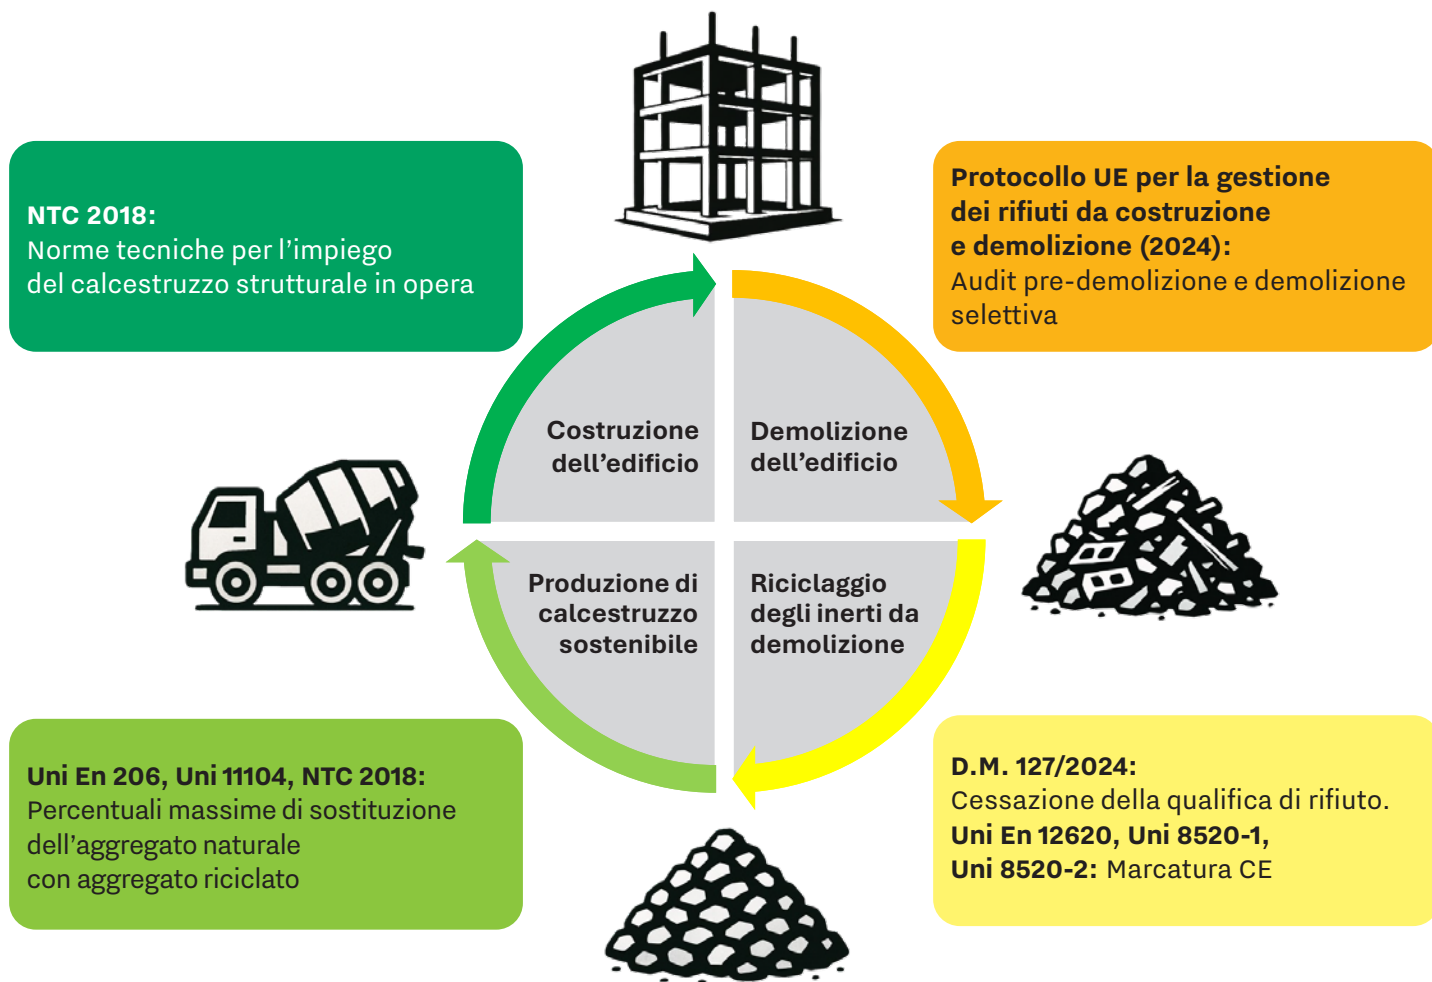 NTC 2018:
Norme tecniche per l’impiego
del calcestruzzo strutturale in opera
Protocollo UE per la gestione
dei rifiuti da costruzione
e demolizione (2024):
Audit pre-demolizione e demolizione
selettiva
Costruzione
dell’edificio
Demolizione
dell’edificio
Produzione di
calcestruzzo
sostenibile
Riciclaggio
degli inerti da
demolizione
Uni En 206, Uni 11104, NTC 2018:
Percentuali massime di sostituzione
dell’aggregato naturale
con aggregato riciclato
D.M. 127/2024:
Cessazione della qualifica di rifiuto.
Uni En 12620, Uni 8520-1,
Uni 8520-2: Marcatura CE